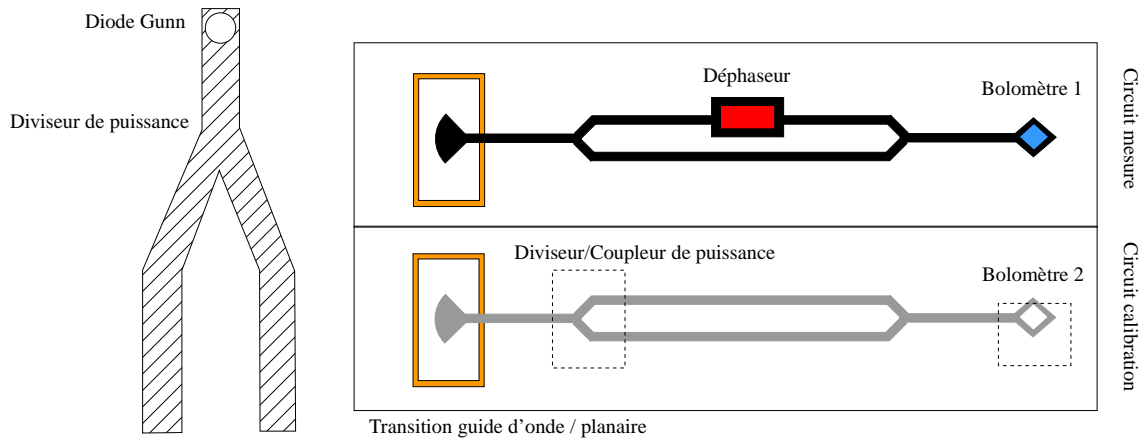 Diode Gunn
Diviseur de puissance
Déphaseur
Bolomètre 1
Circuit mesure
Diviseur/Coupleur de puissance
Bolomètre 2
Circuit calibration
Transition guide d'onde / planaire